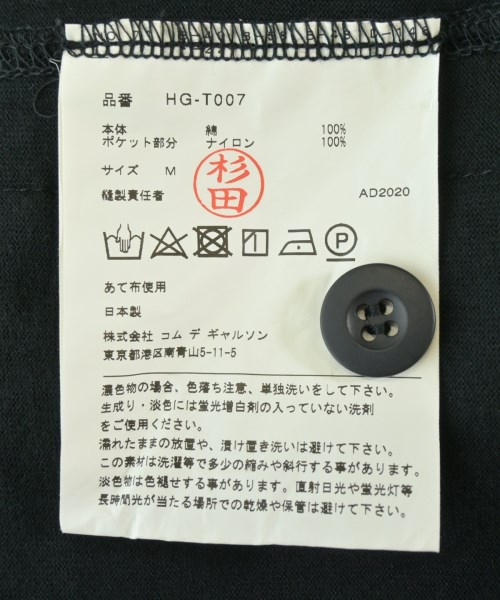 品番 HG-T007
本体 綿 100%
ポケット部分 ナイロン 100%
サイズ M
杉田
縫製責任者 AD2020
P
あて布使用
日本製
株式会社 コム デ ギャルソン
東京都港区南青山5-11-5
濃色物の場合、色落ち注意、単独洗いをして下さい。
生成り・淡色には蛍光増白剤の入っていない洗剤
をご使用ください。
濡れたままの放置や、漬け置き洗いは避けて下さい。
この素材は洗濯等で多少の縮みや斜行する事があります。
淡色物は色褪せする事があります。直射日光や蛍光灯等
長時間光が当たる場所での乾燥や保管は避けて下さい。